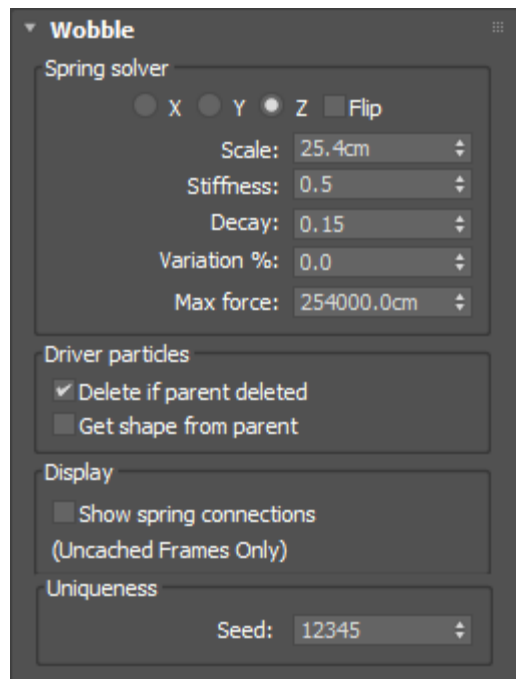 Wobble
Spring solver
X Y Z Flip
Scale: 25.4cm
Stiffness: 0.5
Decay: 0.15
Variation %: 0.0
Max force: 254000.0cm
Driver particles
Delete if parent deleted
Get shape from parent
Display
Show spring connections
(Uncached Frames Only)
Uniqueness
Seed: 12345